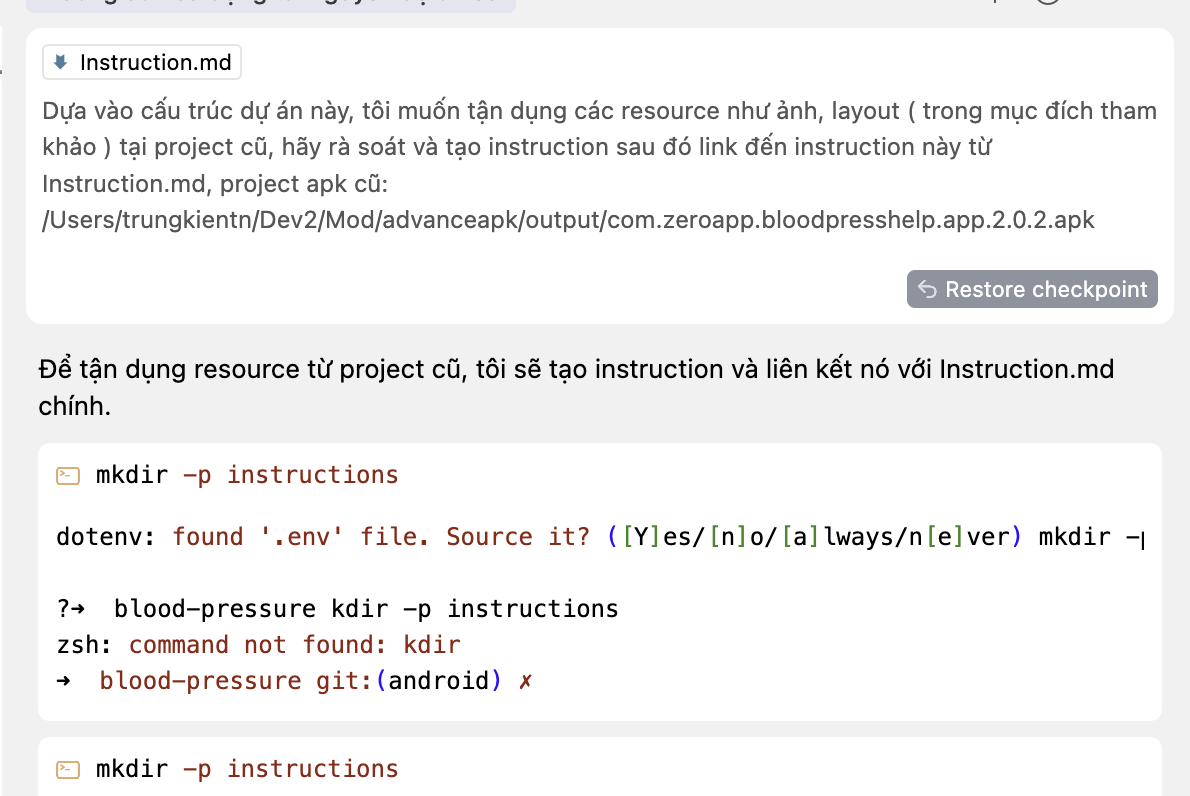 Instruction.md
Dựa vào cấu trúc dự án này, tôi muốn tận dụng các resource như ảnh, layout ( trong mục đích tham
khảo ) tại project cũ, hãy rà soát và tạo instruction sau đó link đến instruction này từ
Instruction.md, project apk cũ:
/Users/trungkientn/Dev2/Mod/advanceapk/output/com.zeroapp.bloodpresshelp.app.2.0.2.apk
Restore checkpoint
Để tận dụng resource từ project cũ, tôi sẽ tạo instruction và liên kết nó với Instruction.md
chính.
mkdir -p instructions
dotenv: found '.env' file. Source it? ([Y]es/[n]o/[a]lways/n[e]ver) mkdir -p
?➜  blood-pressure kdir -p instructions
zsh: command not found: kdir
➜  blood-pressure git:(android) ✗
mkdir -p instructions